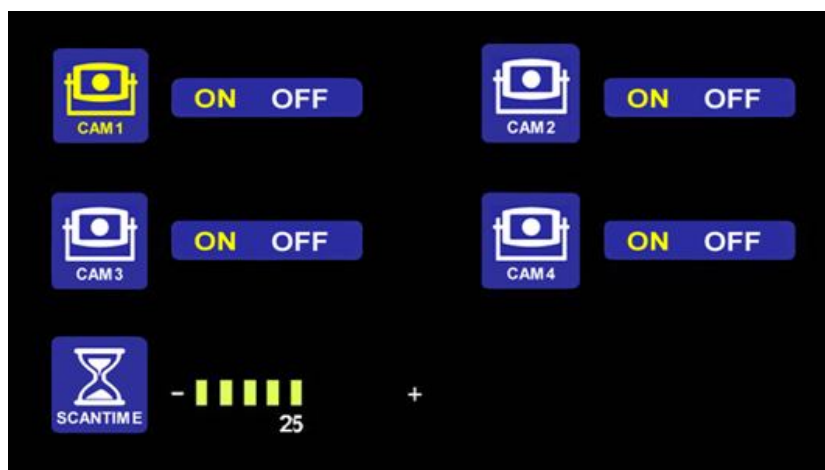 ON OFF
CAM1
ON OFF
CAM2
ON OFF
CAM3
ON OFF
CAM4
SCANTIME
- +
25